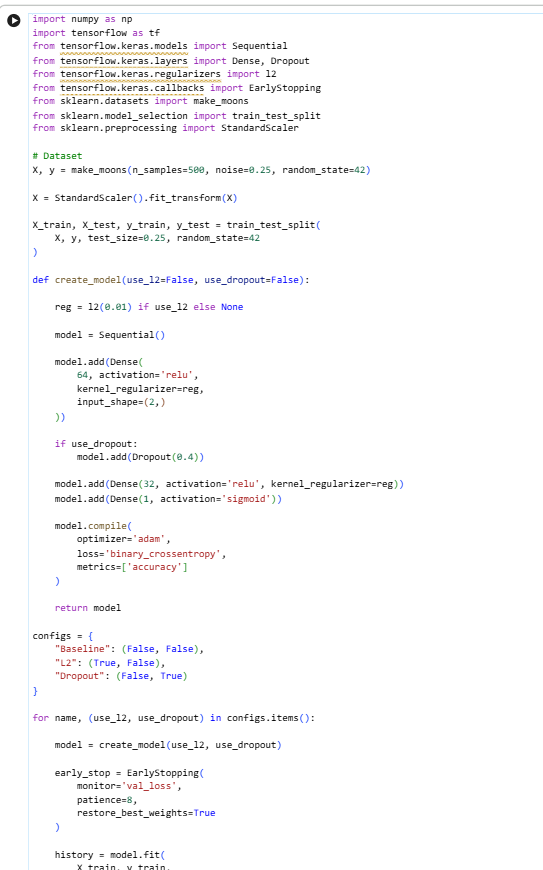 import numpy as np
import tensorflow as tf
from tensorflow.keras.models import Sequential
from tensorflow.keras.layers import Dense, Dropout
from tensorflow.keras.regularizers import l2
from tensorflow.keras.callbacks import EarlyStopping
from sklearn.datasets import make_moons
from sklearn.model_selection import train_test_split
from sklearn.preprocessing import StandardScaler

# Dataset
X, y = make_moons(n_samples=500, noise=0.25, random_state=42)

X = StandardScaler().fit_transform(X)

X_train, X_test, y_train, y_test = train_test_split(
    X, y, test_size=0.25, random_state=42
)

def create_model(use_l2=False, use_dropout=False):

    reg = l2(0.01) if use_l2 else None

    model = Sequential()

    model.add(Dense(
        64, activation='relu',
        kernel_regularizer=reg,
        input_shape=(2,)
    ))

    if use_dropout:
        model.add(Dropout(0.4))

    model.add(Dense(32, activation='relu', kernel_regularizer=reg))
    model.add(Dense(1, activation='sigmoid'))

    model.compile(
        optimizer='adam',
        loss='binary_crossentropy',
        metrics=['accuracy']
    )

    return model

configs = {
    "Baseline": (False, False),
    "L2": (True, False),
    "Dropout": (False, True)
}

for name, (use_l2, use_dropout) in configs.items():

    model = create_model(use_l2, use_dropout)

    early_stop = EarlyStopping(
        monitor='val_loss',
        patience=8,
        restore_best_weights=True
    )

    history = model.fit(
        X_train, y_train,